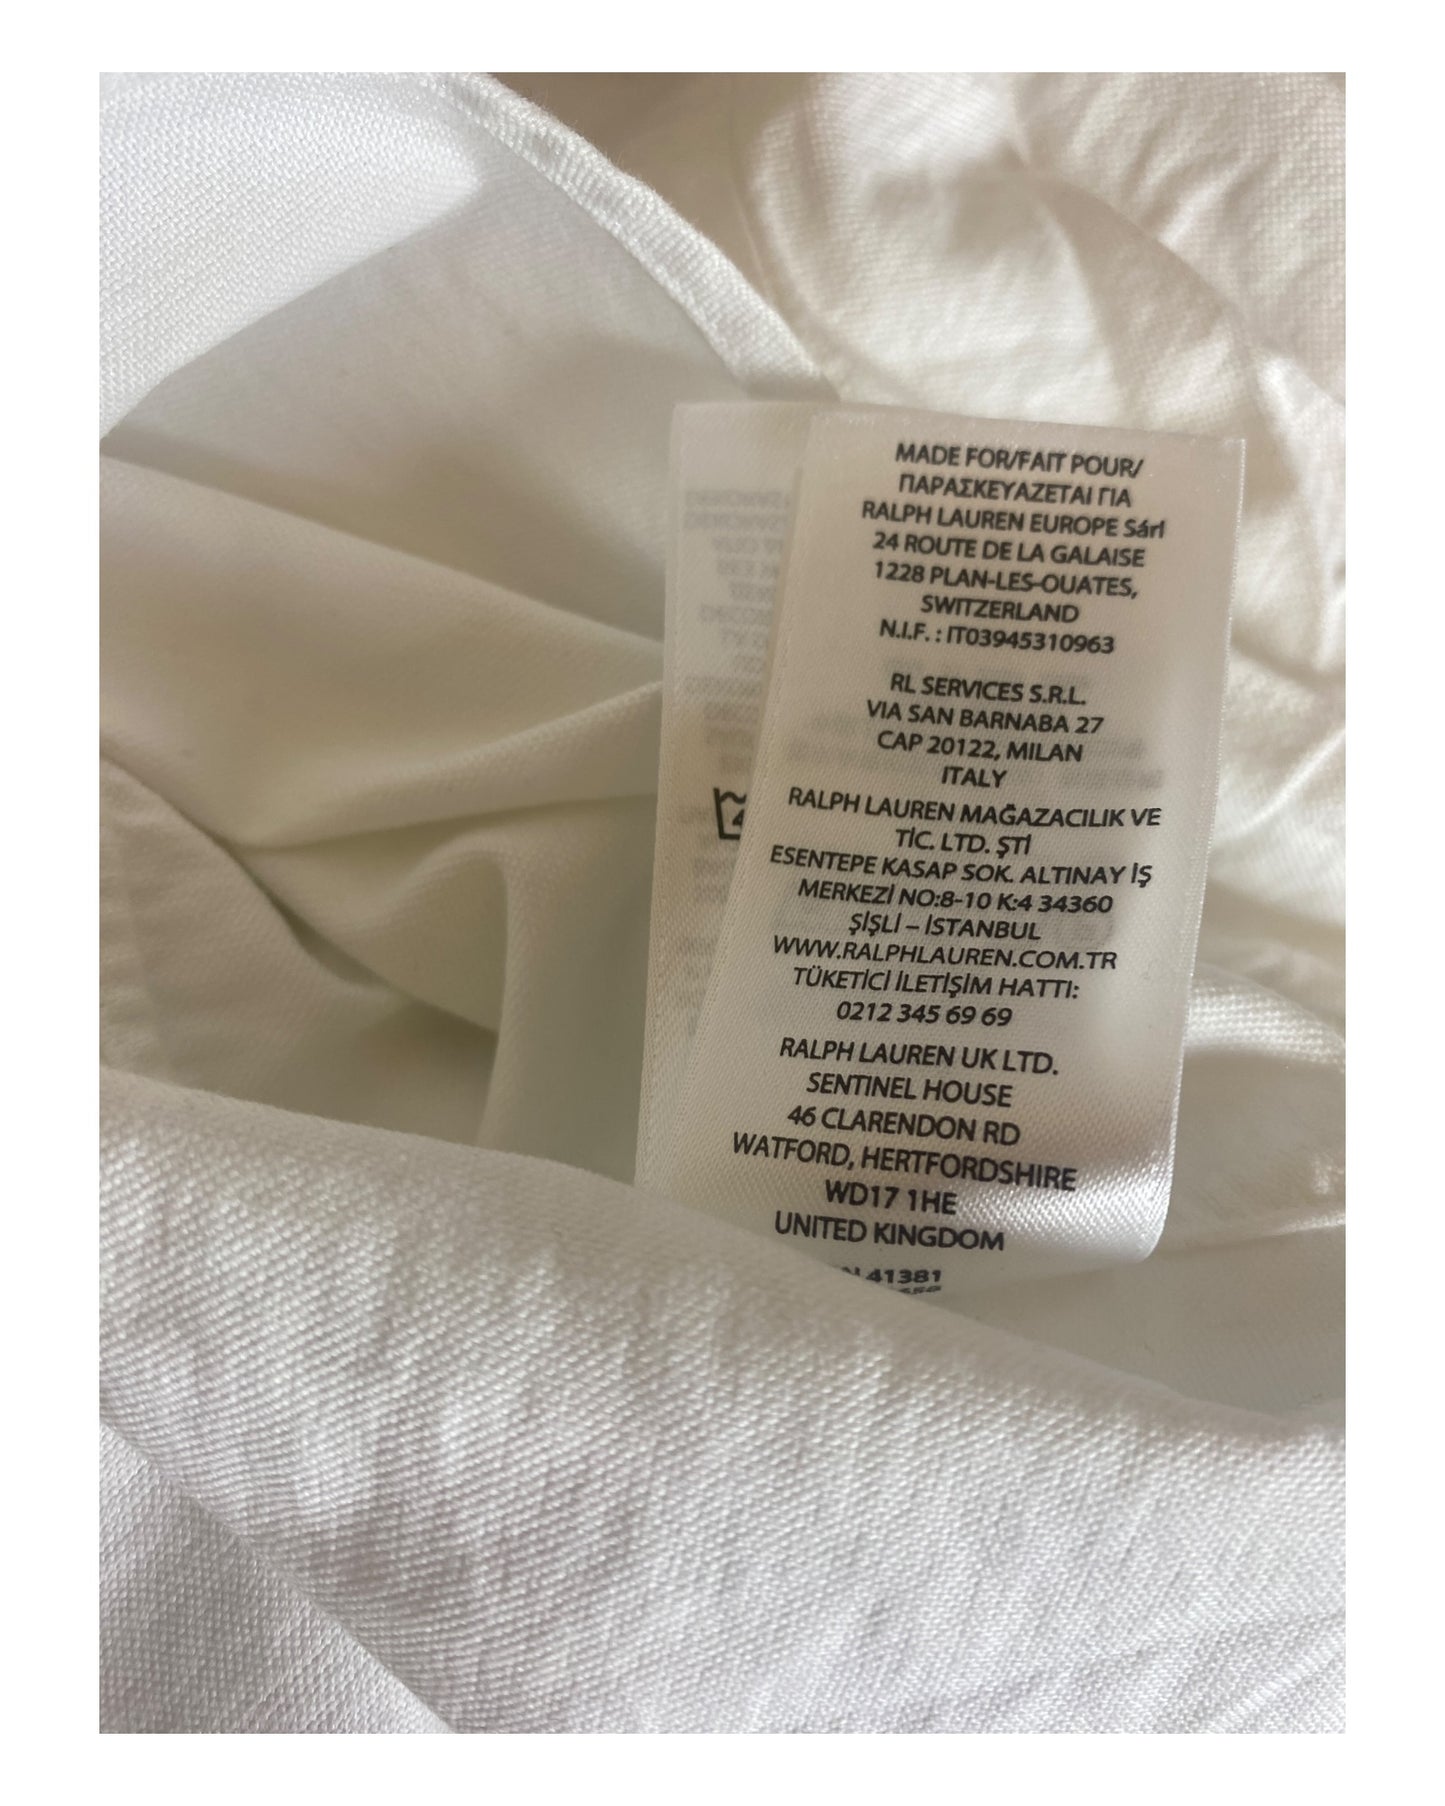 MADE FOR/FAIT POUR/
ΠΑΡΑΣΚΕΥΑΖΕΤΑΙ ΓΙΑ
RALPH LAUREN EUROPE Sárl
24 ROUTE DE LA GALAISE
1228 PLAN-LES-OUATES,
SWITZERLAND
N.I.F. : IT03945310963
RL SERVICES S.R.L.
VIA SAN BARNABA 27
CAP 20122, MILAN
ITALY
RALPH LAUREN MAĞAZACILIK VE
TİC. LTD. ŞTİ
ESENTEPE KASAP SOK. ALTINAY İŞ
MERKEZİ NO:8-10 K:4 34360
ŞİŞLİ – İSTANBUL
WWW.RALPHLAUREN.COM.TR
TÜKETİCİ İLETİŞİM HATTI:
0212 345 69 69
RALPH LAUREN UK LTD.
SENTINEL HOUSE
46 CLARENDON RD
WATFORD, HERTFORDSHIRE
WD17 1HE
UNITED KINGDOM
41381